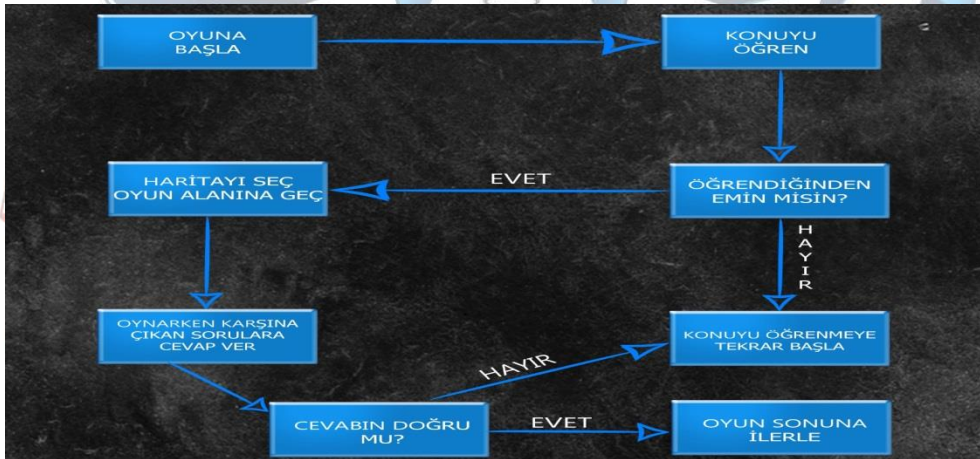 OYUNA
BAŞLA
KONUYU
ÖĞREN
ÖĞRENDİĞİNDEN
EMİN MİSİN?
EVET
HARİTAYI SEÇ
OYUN ALANINA GEÇ
HAYIR
OYNARKEN KARŞINA
ÇIKAN SORULARA
CEVAP VER
KONUYU ÖĞRENMEYE
TEKRAR BAŞLA
HAYIR
CEVABIN DOĞRU
MU?
EVET
OYUN SONUNA
İLERLE